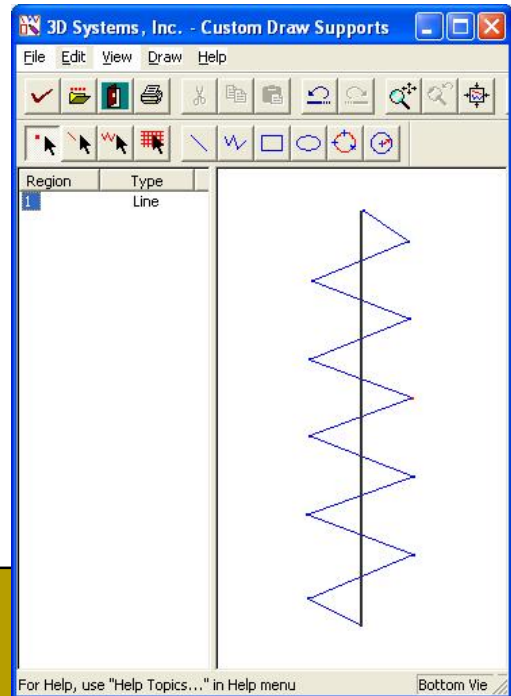 3D Systems, Inc. - Custom Draw Supports
File Edit View Draw Help
Region Type
1 Line
For Help, use "Help Topics..." in Help menu Bottom Vie